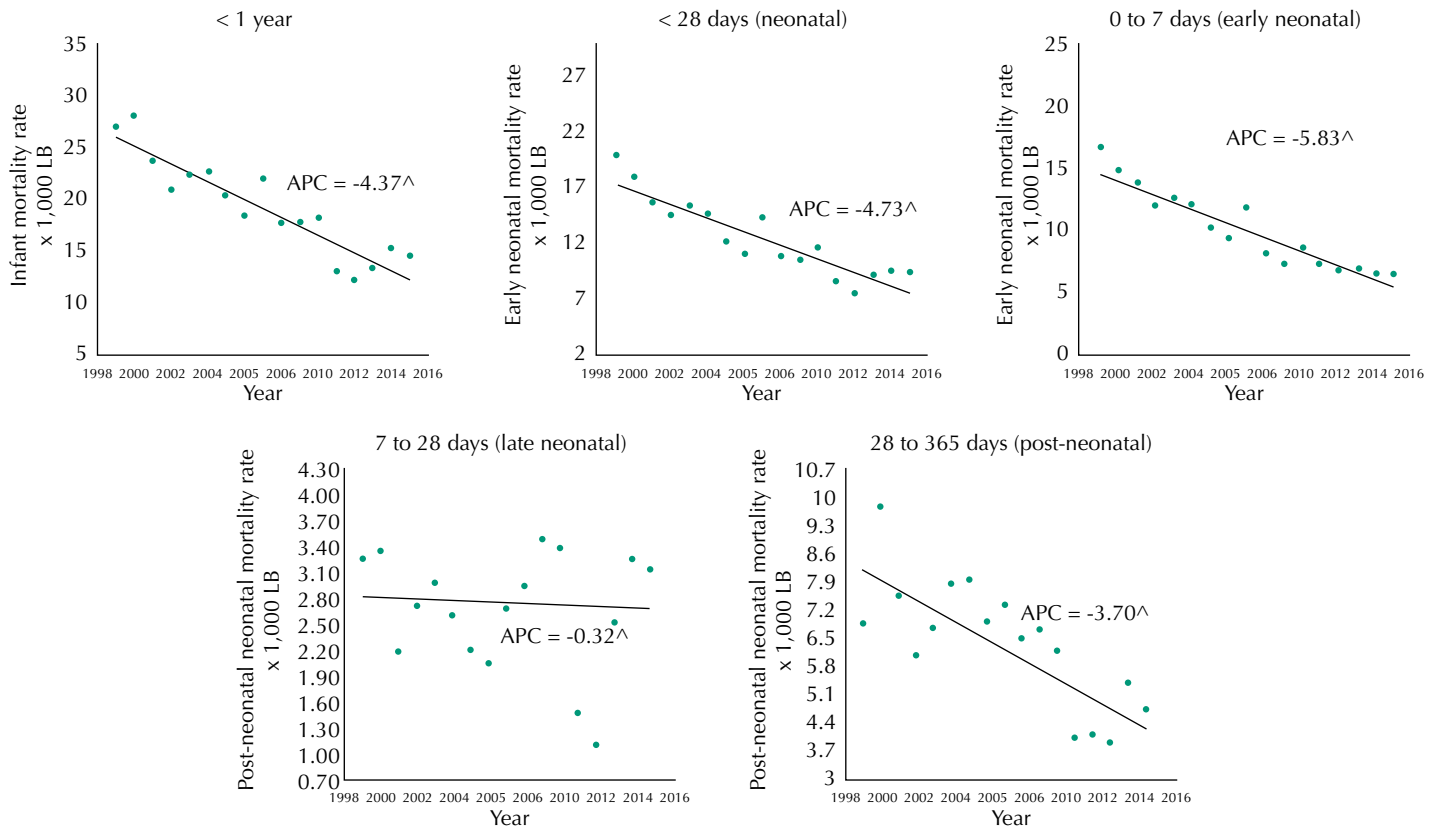 < 1 year
Infant mortality rate
x 1,000 LB
35
30
25
20
15
10
5
APC = -4.37^
1998 2000 2002 2004 2005 2006 2010 2012 2014 2016
Year
< 28 days (neonatal)
Early neonatal mortality rate
x 1,000 LB
27
22
17
12
7
2
APC = -4.73^
1998 2000 2002 2004 2005 2006 2010 2012 2014 2016
Year
0 to 7 days (early neonatal)
Early neonatal mortality rate
x 1,000 LB
25
20
15
10
5
0
APC = -5.83^
1998 2000 2002 2004 2005 2006 2010 2012 2014 2016
Year
7 to 28 days (late neonatal)
Post-neonatal neonatal mortality rate
x 1,000 LB
4.30
4.00
3.70
3.40
3.10
2.80
2.50
2.20
1.90
1.60
1.30
1.00
0.70
APC = -0.32^
1998 2000 2002 2004 2005 2006 2010 2012 2014 2016
Year
28 to 365 days (post-neonatal)
Post-neonatal neonatal mortality rate
x 1,000 LB
10.7
10
9.3
8.6
7.9
7.2
6.5
5.8
5.1
4.4
3.7
3
APC = -3.70^
1998 2000 2002 2004 2005 2006 2010 2012 2014 2016
Year